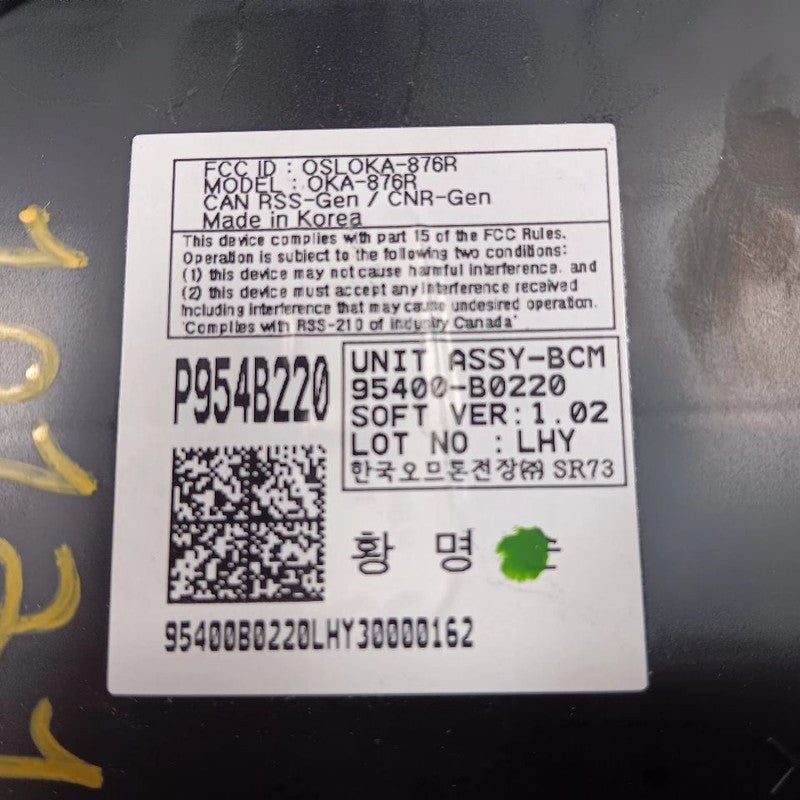 FCC ID : OSLOKA-876R
MODEL : OKA-876R
CAN RSS-Gen / CNR-Gen
Made in Korea
This device complies with part 15 of the FCC Rules.
Operation is subject to the following two conditions:
(1) this device may not cause harmful interference, and
(2) this device must accept any interference received
including interference that may cause undesired operation.
'Complies with RSS-210 of industry Canada'
P954B220
UNIT ASSY-BCM
95400-B0220
SOFT VER:1.02
LOT NO : LHY
한국오므론전장㈜ SR73
황 명
95400B0220LHY30000162